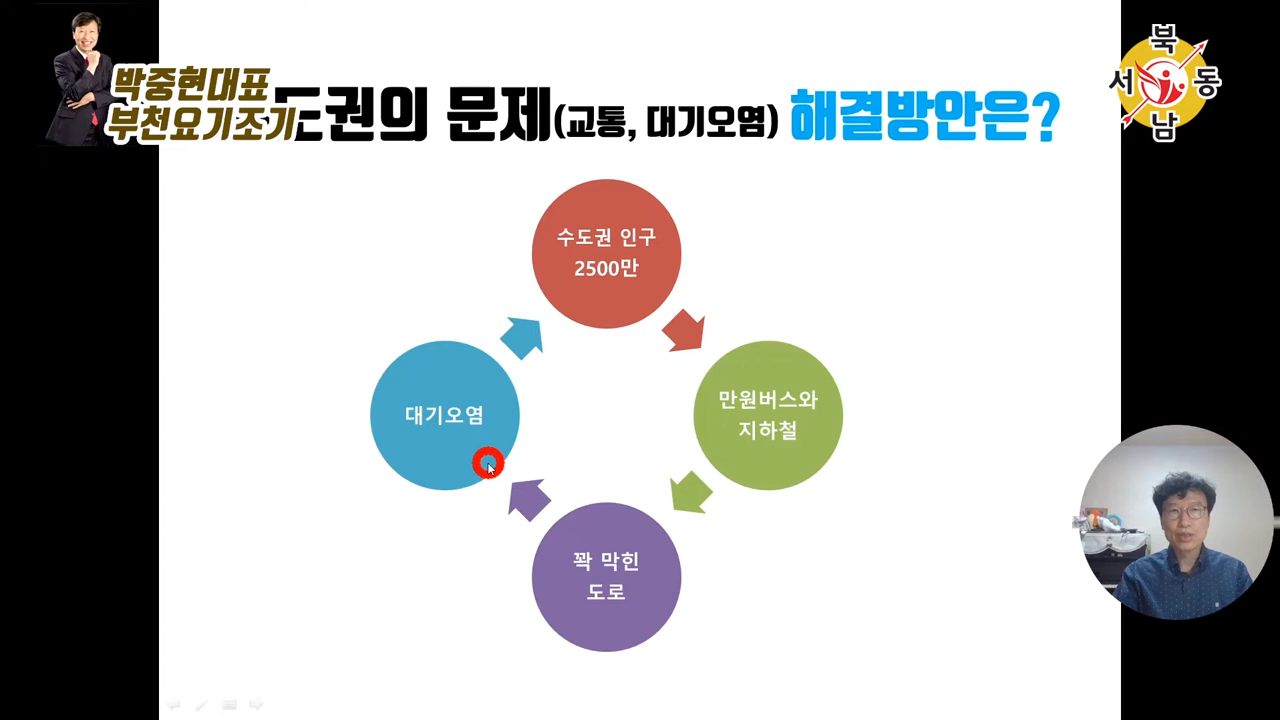 박중현대표
부천요기조기
도권의 문제(교통, 대기오염) 해결방안은?
북
서 동
남
수도권 인구
2500만
만원버스와
지하철
대기오염
꽉 막힌
도로